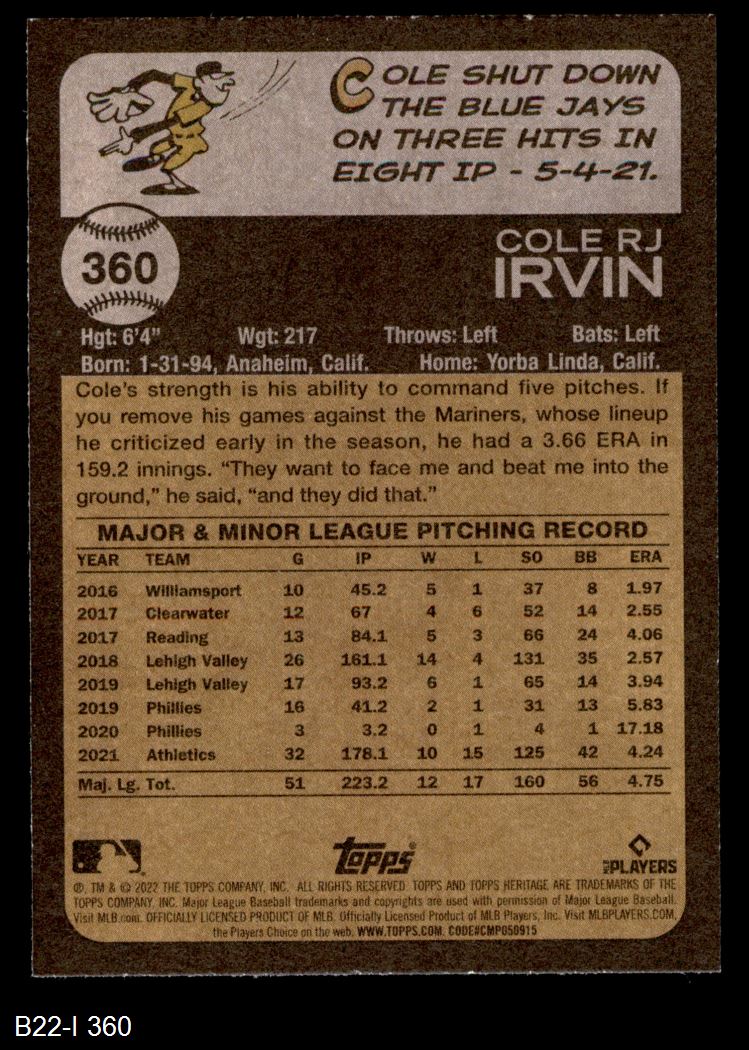 COLE SHUT DOWN
THE BLUE JAYS
ON THREE HITS IN
EIGHT IP - 5-4-21.
360
COLE RJ
IRVIN
Hgt: 6'4" Wgt: 217 Throws: Left Bats: Left
Born: 1-31-94, Anaheim, Calif. Home: Yorba Linda, Calif.
Cole's strength is his ability to command five pitches. If
you remove his games against the Mariners, whose lineup
he criticized early in the season, he had a 3.66 ERA in
159.2 innings. "They want to face me and beat me into the
ground," he said, "and they did that."
MAJOR & MINOR LEAGUE PITCHING RECORD
YEAR TEAM G IP W L SO BB ERA
2016 Williamsport 10 45.2 5 1 37 8 1.97
2017 Clearwater 12 67 4 6 52 14 2.55
2017 Reading 13 84.1 5 3 66 24 4.06
2018 Lehigh Valley 26 161.1 14 4 131 35 2.57
2019 Lehigh Valley 17 93.2 6 1 65 14 3.94
2019 Phillies 16 41.2 2 1 31 13 5.83
2020 Phillies 3 3.2 0 1 4 1 17.18
2021 Athletics 32 178.1 10 15 125 42 4.24
Maj. Lg. Tot. 51 223.2 12 17 160 56 4.75
Topps
MLB PLAYERS
®, TM & © 2022 THE TOPPS COMPANY, INC. ALL RIGHTS RESERVED. TOPPS AND TOPPS HERITAGE ARE TRADEMARKS OF THE
TOPPS COMPANY, INC. Major League Baseball trademarks and copyrights are used with permission of Major League Baseball.
Visit MLB.com. OFFICIALLY LICENSED PRODUCT OF MLB. Officially Licensed Product of MLB Players, Inc. Visit MLBPLAYERS.COM,
the Players Choice on the web. WWW.TOPPS.COM. CODE#CMP050915
B22-I 360